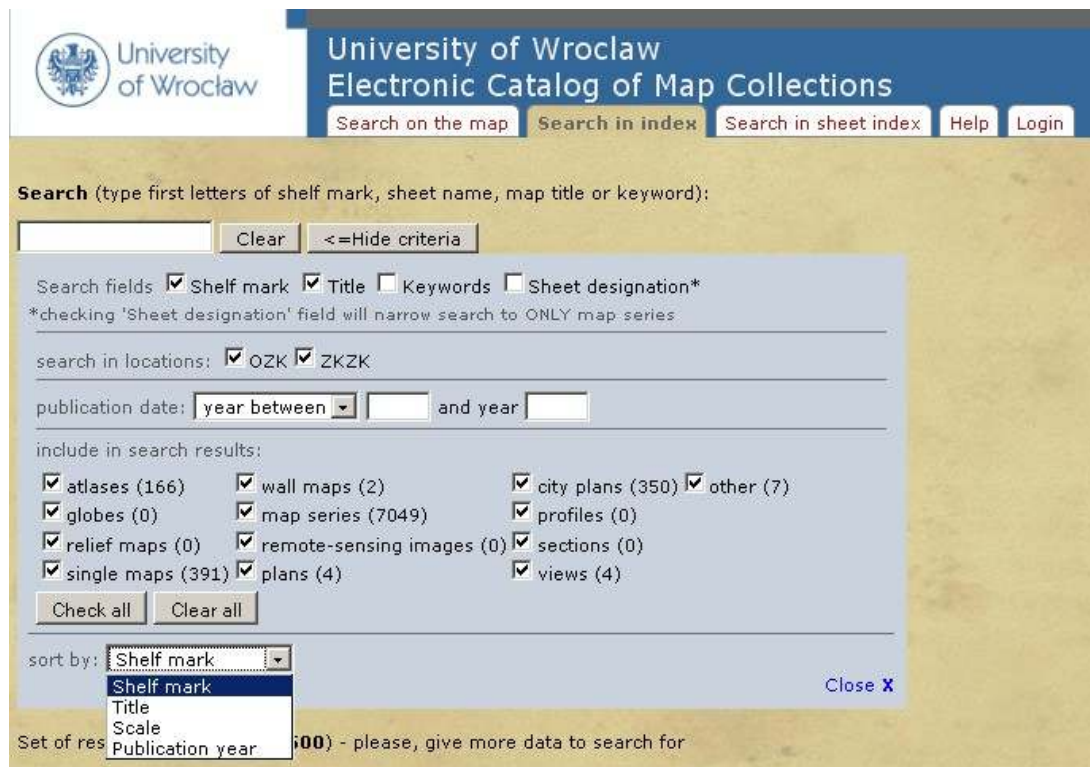 University
of Wrocław
University of Wroclaw
Electronic Catalog of Map Collections
Search on the map Search in index Search in sheet index Help Login
Search (type first letters of shelf mark, sheet name, map title or keyword):
Clear <=Hide criteria
Search fields Shelf mark Title Keywords Sheet designation*
*checking 'Sheet designation' field will narrow search to ONLY map series
search in locations: OZK ZKZK
publication date: year between and year
include in search results:
atlases (166) wall maps (2) city plans (350) other (7)
globes (0) map series (7049) profiles (0)
relief maps (0) remote-sensing images (0) sections (0)
single maps (391) plans (4) views (4)
Check all Clear all
sort by: Shelf mark
Shelf mark
Close X
Title
Scale
Publication year
Set of res 500) - please, give more data to search for